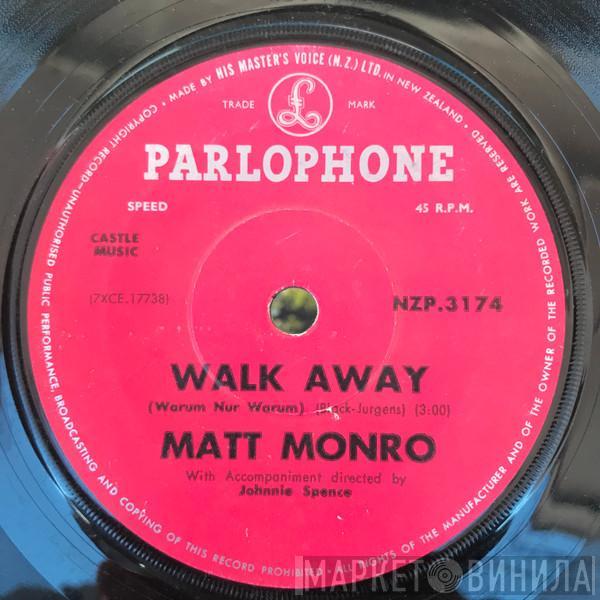 MADE BY HIS MASTER'S VOICE (N.Z.) LTD. IN NEW ZEALAND •
TRADE MARK
£
PARLOPHONE
SPEED 45 R.P.M.
CASTLE
MUSIC
(7XCE.17738)
NZP.3174
WALK AWAY
(Warum Nur Warum) (Black-Jurgens) (3:00)
MATT MONRO
With Accompaniment directed by
Johnnie Spence
COPYRIGHT RECORD—UNAUTHORISED PUBLIC PERFORMANCE, BROADCASTING AND COPYING OF THIS RECORD PROHIBITED • ALL RIGHTS OF THE MANUFACTURER AND OF THE OWNER OF THE RECORDED WORK ARE RESERVED
МАРКЕТ ВИНИЛА